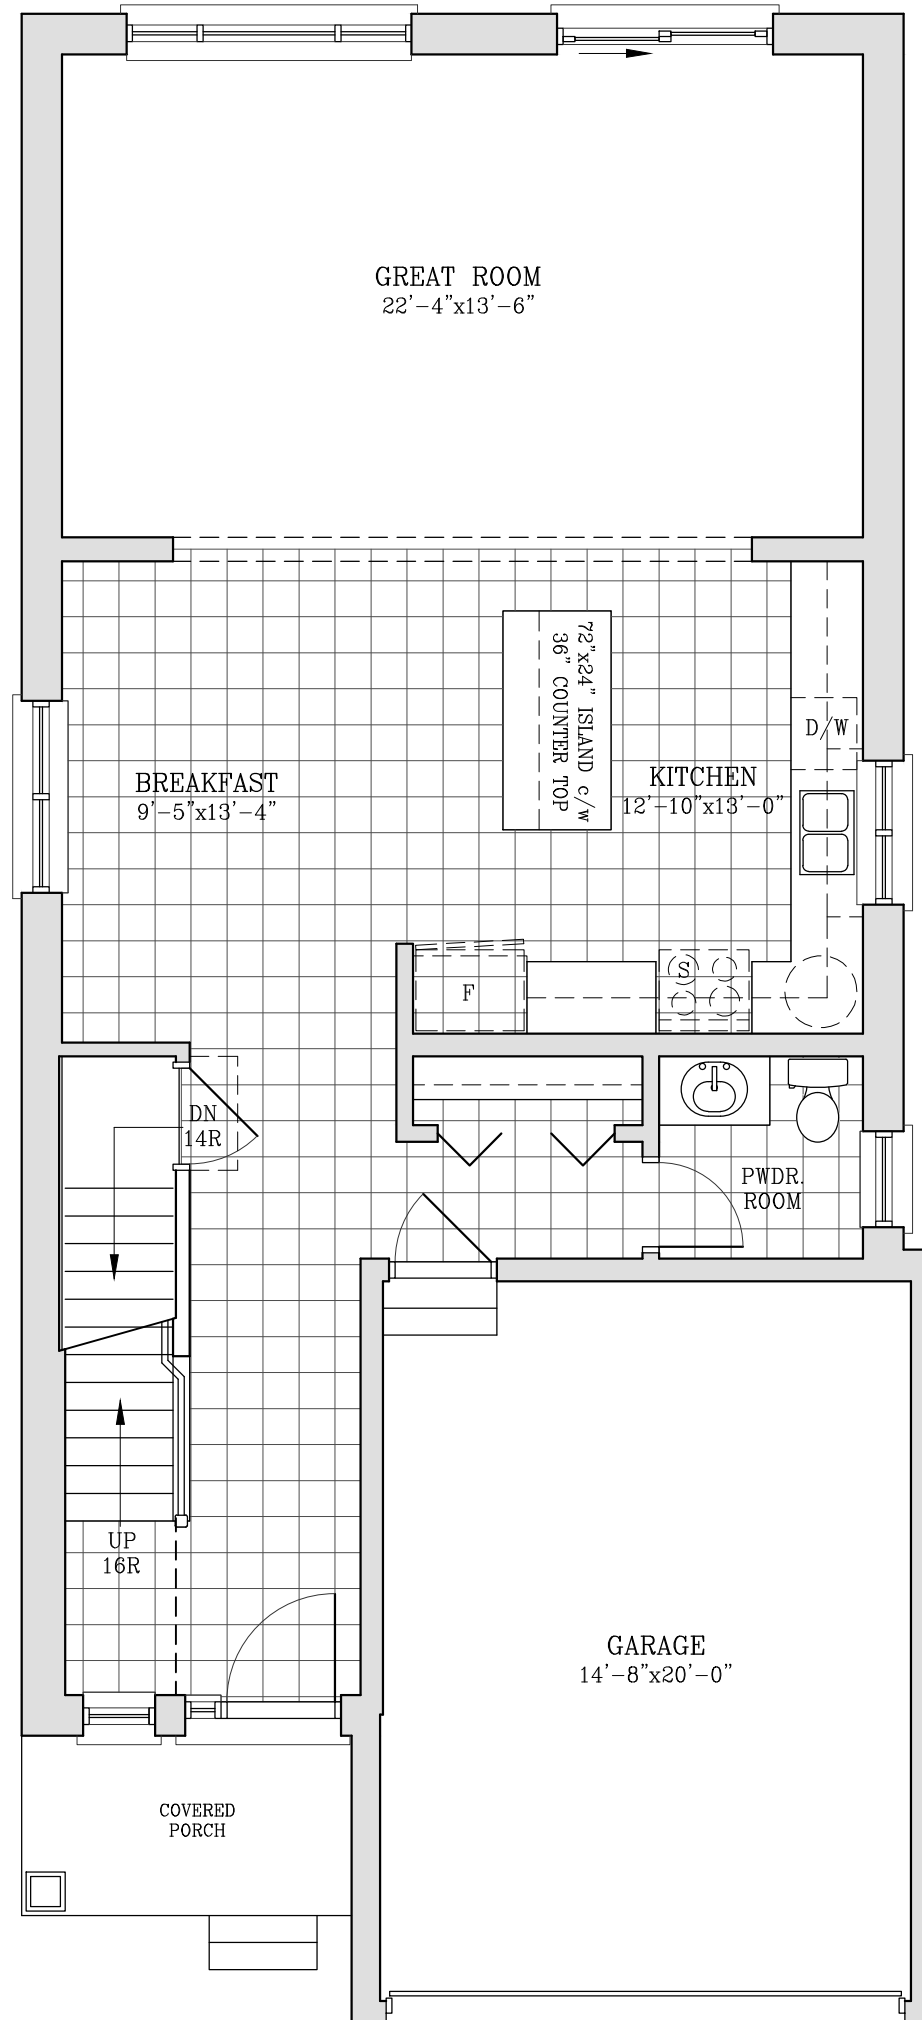 GREAT ROOM
22'-4"x13'-6"
72"x24" ISLAND c/w
36" COUNTER TOP
D/W
BREAKFAST
9'-5"x13'-4"
KITCHEN
12'-10"x13'-0"
F
S
DN
14R
PWDR.
ROOM
UP
16R
GARAGE
14'-8"x20'-0"
COVERED
PORCH